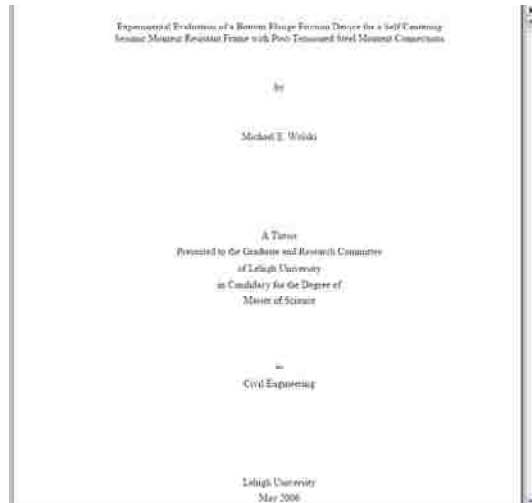 Experimental Evaluation of a Bottom Flange Friction Device for a Self Centering
Seismic Moment Resistant Frame with Post-Tensioned Steel Moment Connections
by
Michael E. Wolski
A Thesis
Presented to the Graduate and Research Committee
of Lehigh University
in Candidacy for the Degree of
Master of Science
in
Civil Engineering
Lehigh University
May 2006